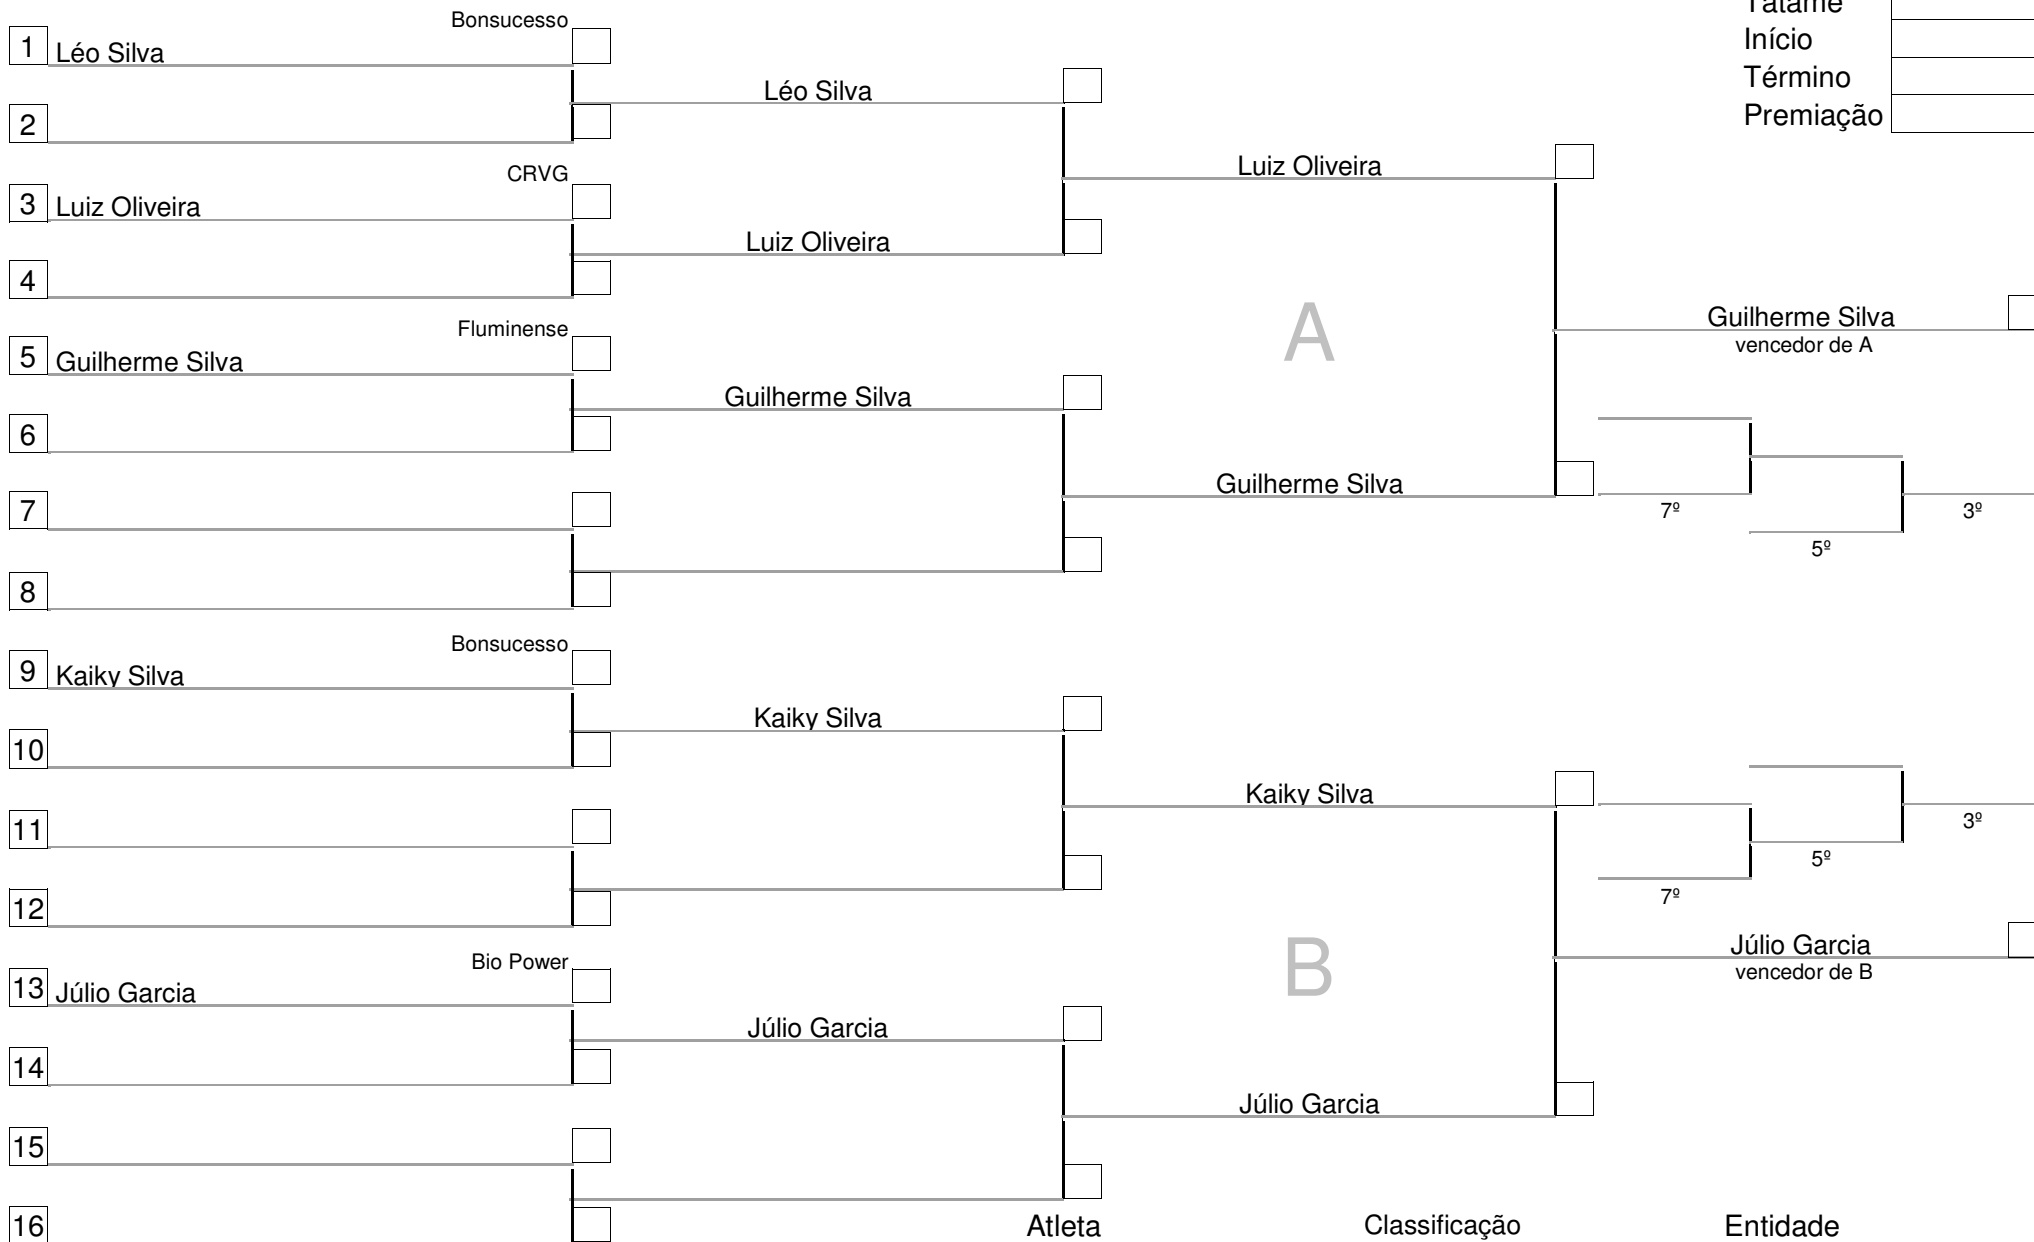 Tatame
Início
Término
Premiação
Bonsucesso
1 Léo Silva
Léo Silva
2
Luiz Oliveira
CRVG
3 Luiz Oliveira
Luiz Oliveira
4
A
Guilherme Silva
vencedor de A
Fluminense
5 Guilherme Silva
Guilherme Silva
6
Guilherme Silva
7
7º
3º
5º
8
Bonsucesso
9 Kaiky Silva
Kaiky Silva
10
Kaiky Silva
11
3º
5º
7º
12
B
Júlio Garcia
vencedor de B
Bio Power
13 Júlio Garcia
Júlio Garcia
14
Júlio Garcia
15
16
Atleta Classificação Entidade